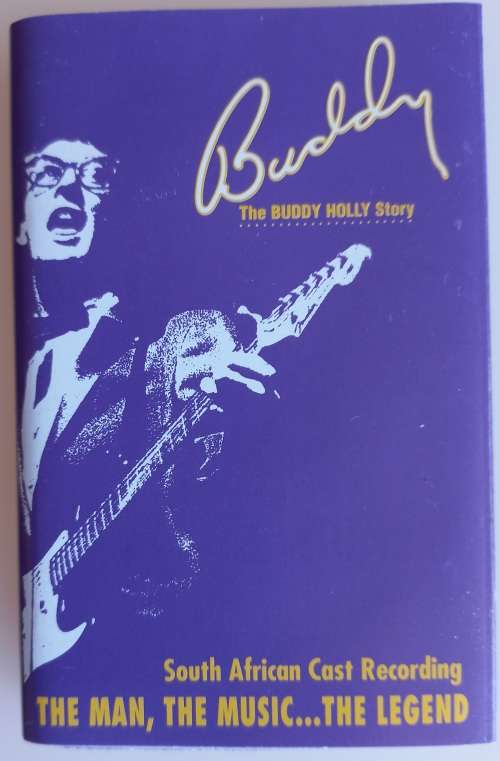 Buddy
The BUDDY HOLLY Story
South African Cast Recording
THE MAN, THE MUSIC...THE LEGEND